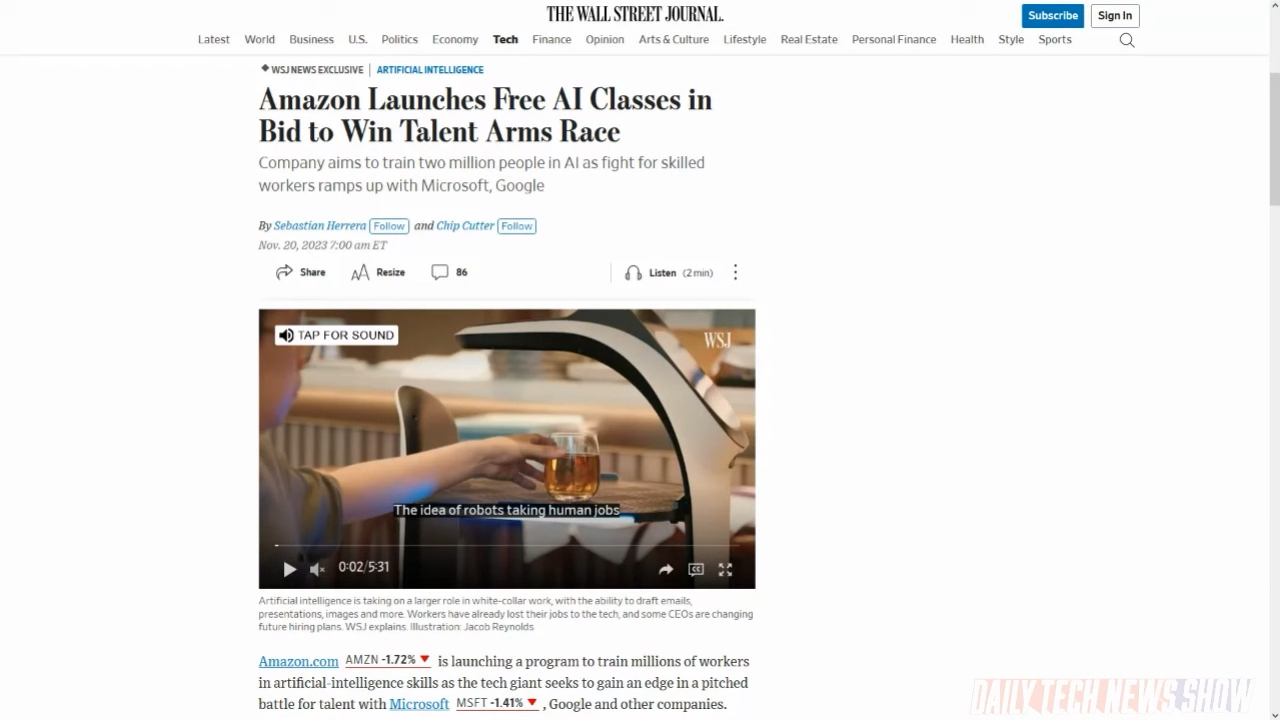 THE WALL STREET JOURNAL.
Subscribe
Sign In
Latest World Business U.S. Politics Economy Tech Finance Opinion Arts & Culture Lifestyle Real Estate Personal Finance Health Style Sports
WSJ NEWS EXCLUSIVE | ARTIFICIAL INTELLIGENCE
Amazon Launches Free AI Classes in
Bid to Win Talent Arms Race
Company aims to train two million people in AI as fight for skilled
workers ramps up with Microsoft, Google
By Sebastian Herrera Follow and Chip Cutter Follow
Nov. 20, 2023 7:00 am ET
Share AA Resize 86 Listen (2 min)
TAP FOR SOUND
WSJ
The idea of robots taking human jobs
0:02/5:31
CC
Artificial intelligence is taking on a larger role in white-collar work, with the ability to draft emails,
presentations, images and more. Workers have already lost their jobs to the tech, and some CEOs are changing
future hiring plans. WSJ explains. Illustration: Jacob Reynolds
Amazon.com AMZN -1.72% is launching a program to train millions of workers
in artificial-intelligence skills as the tech giant seeks to gain an edge in a pitched
battle for talent with Microsoft MSFT -1.41% , Google and other companies.
DAILY TECH NEWS SHOW